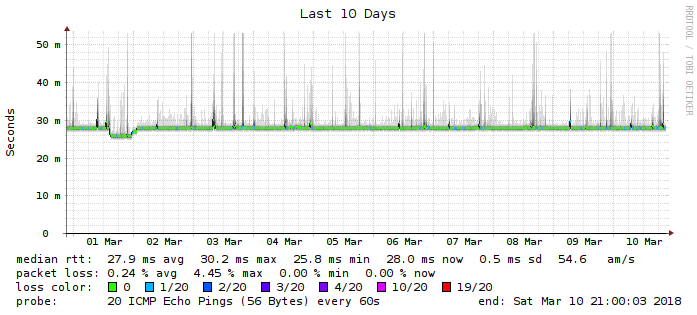 Last 10 Days
RRDTOOL / TOBI OETIKER
Seconds
50 m
40 m
30 m
20 m
10 m
0
01 Mar 02 Mar 03 Mar 04 Mar 05 Mar 06 Mar 07 Mar 08 Mar 09 Mar 10 Mar
median rtt: 27.9 ms avg 30.2 ms max 25.8 ms min 28.0 ms now 0.5 ms sd 54.6 am/s
packet loss: 0.24 % avg 4.45 % max 0.00 % min 0.00 % now
loss color: 0 1/20 2/20 3/20 4/20 10/20 19/20
probe: 20 ICMP Echo Pings (56 Bytes) every 60s end: Sat Mar 10 21:00:03 2018